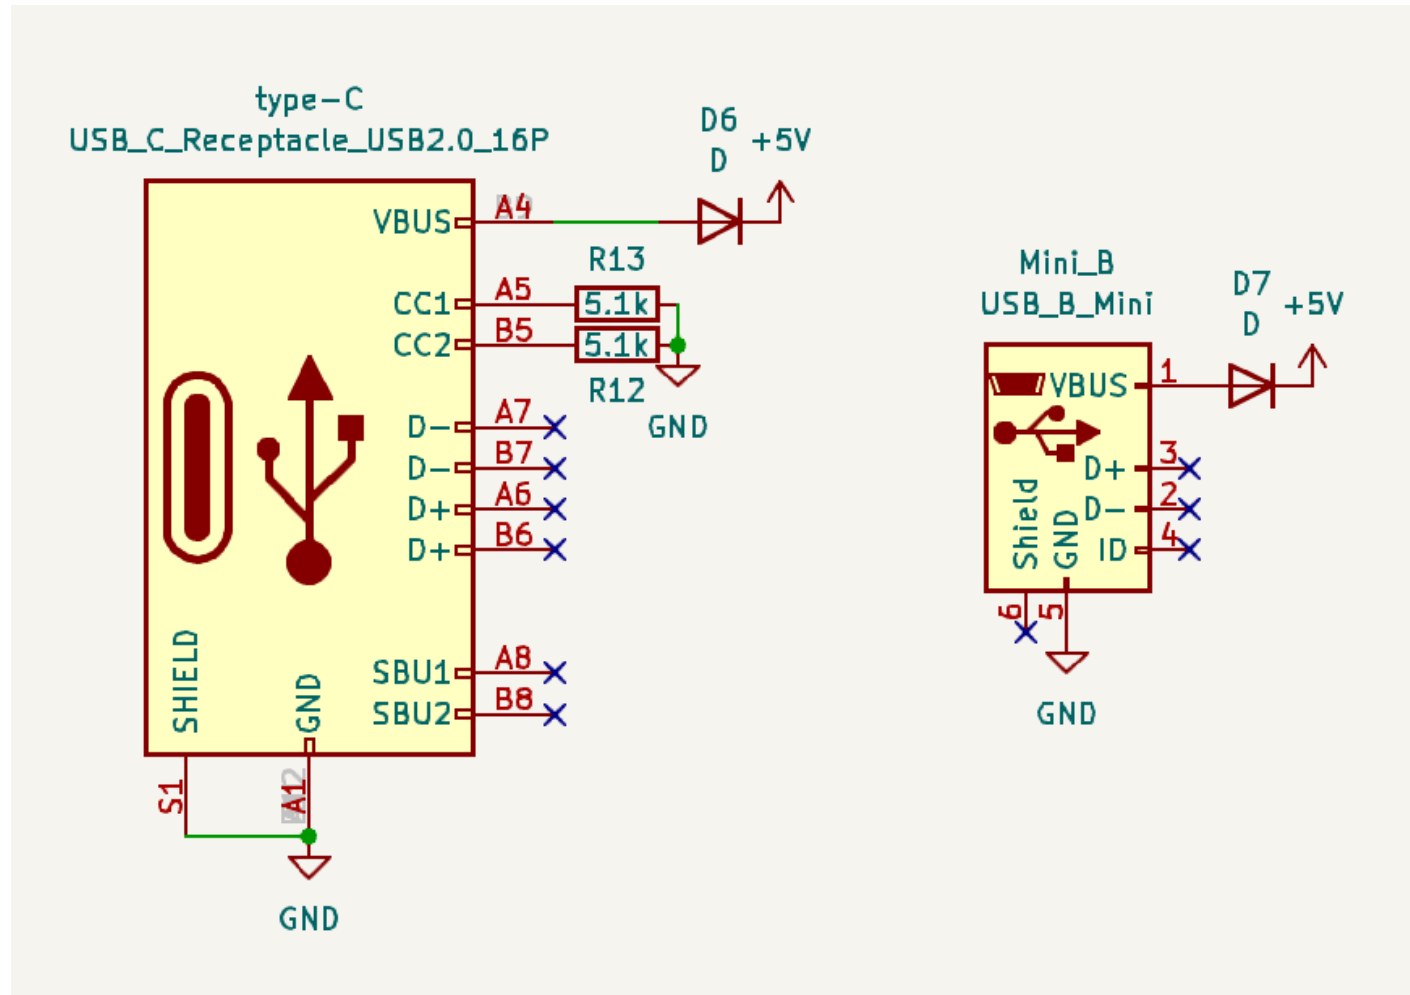 type-C
USB_C_Receptacle_USB2.0_16P
D6
D
+5V
VBUS
A4
R13
CC1
A5
5.1k
CC2
B5
5.1k
R12
GND
D-
A7
D-
B7
D+
A6
D+
B6
SBU1
A8
SBU2
B8
SHIELD
GND
S1
A1
GND
Mini_B
USB_B_Mini
D7
D
+5V
VBUS
1
D+
3
D-
2
ID
4
Shield
GND
6
5
GND